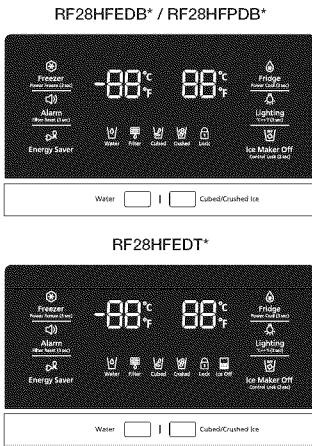 RF28HFEDB* / RF28HFPDB*
-88 °C °F 88 °C °F
Freezer
Power Freeze (3 sec)
Fridge
Power Cool (3 sec)
Alarm
Filter Reset (3 sec)
Lighting
°C↔°F (3 sec)
Energy Saver
Water Filter Cubed Crushed Lock
Ice Maker Off
Control Lock (3 sec)
Water Cubed/Crushed Ice
RF28HFEDT*
-88 °C °F 88 °C °F
Freezer
Power Freeze (3 sec)
Fridge
Power Cool (3 sec)
Alarm
Filter Reset (3 sec)
Lighting
°C↔°F (3 sec)
Energy Saver
Water Filter Cubed Crushed Lock Ice Off
Ice Maker Off
Control Lock (3 sec)
Water Cubed/Crushed Ice